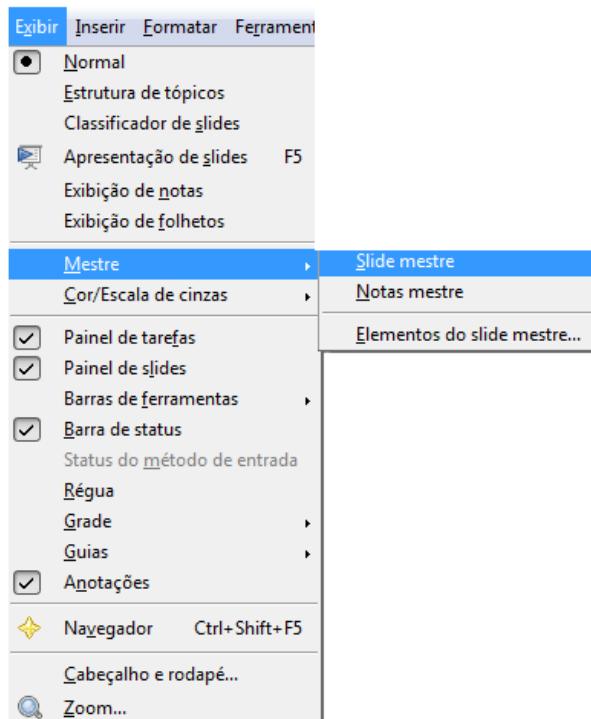 Exibir Inserir Formatar Ferrament
Normal
Estrutura de tópicos
Classificador de slides
Apresentação de slides F5
Exibição de notas
Exibição de folhetos
Mestre
Slide mestre
Cor/Escala de cinzas
Notas mestre
Elementos do slide mestre...
Painel de tarefas
Painel de slides
Barras de ferramentas
Barra de status
Status do método de entrada
Régua
Grade
Guias
Anotações
Navegador Ctrl+Shift+F5
Cabeçalho e rodapé...
Zoom...